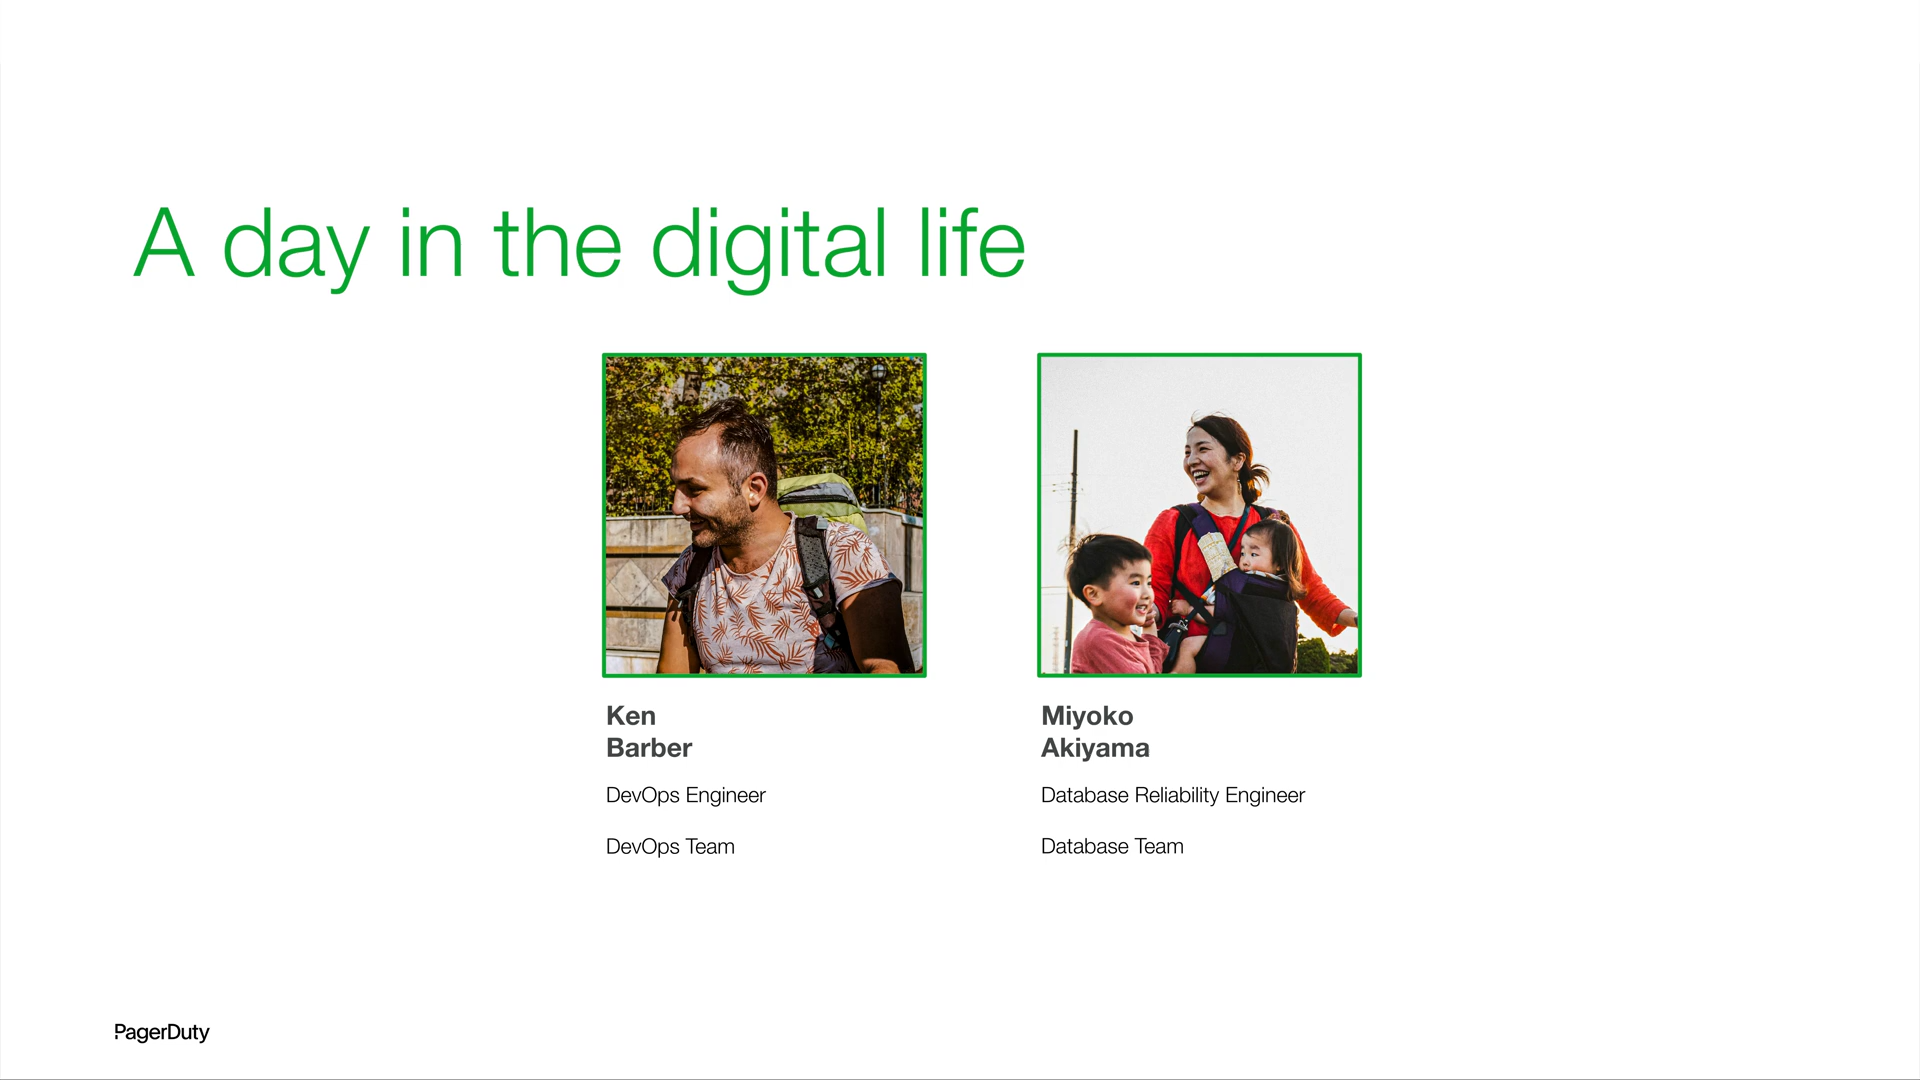 A day in the digital life
Ken
Barber
DevOps Engineer
DevOps Team
Miyoko
Akiyama
Database Reliability Engineer
Database Team
PagerDuty